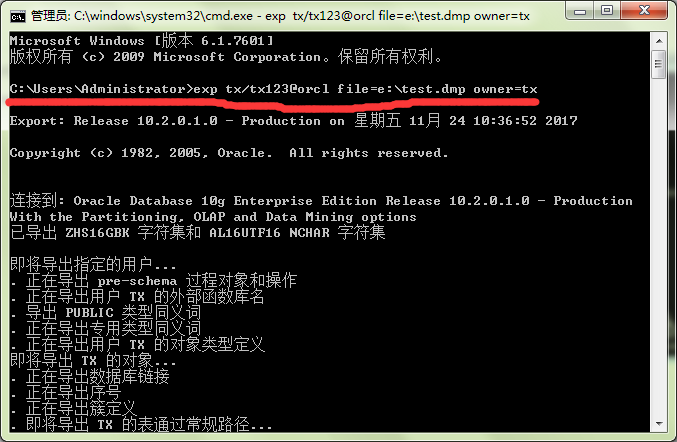 管理员: C:\windows\system32\cmd.exe - exp  tx/tx123@orcl file=e:\test.dmp owner=tx
Microsoft Windows [版本 6.1.7601]
版权所有 (c) 2009 Microsoft Corporation。保留所有权利。
C:\Users\Administrator>exp tx/tx123@orcl file=e:\test.dmp owner=tx
Export: Release 10.2.0.1.0 - Production on 星期五 11月 24 10:36:52 2017
Copyright (c) 1982, 2005, Oracle.  All rights reserved.
连接到: Oracle Database 10g Enterprise Edition Release 10.2.0.1.0 - Production
With the Partitioning, OLAP and Data Mining options
已导出 ZHS16GBK 字符集和 AL16UTF16 NCHAR 字符集
即将导出指定的用户...
. 正在导出 pre-schema 过程对象和操作
. 正在导出用户 TX 的外部函数库名
. 导出 PUBLIC 类型同义词
. 正在导出专用类型同义词
. 正在导出用户 TX 的对象类型定义
即将导出 TX 的对象...
. 正在导出数据库链接
. 正在导出序号
. 正在导出簇定义
. 即将导出 TX 的表通过常规路径...